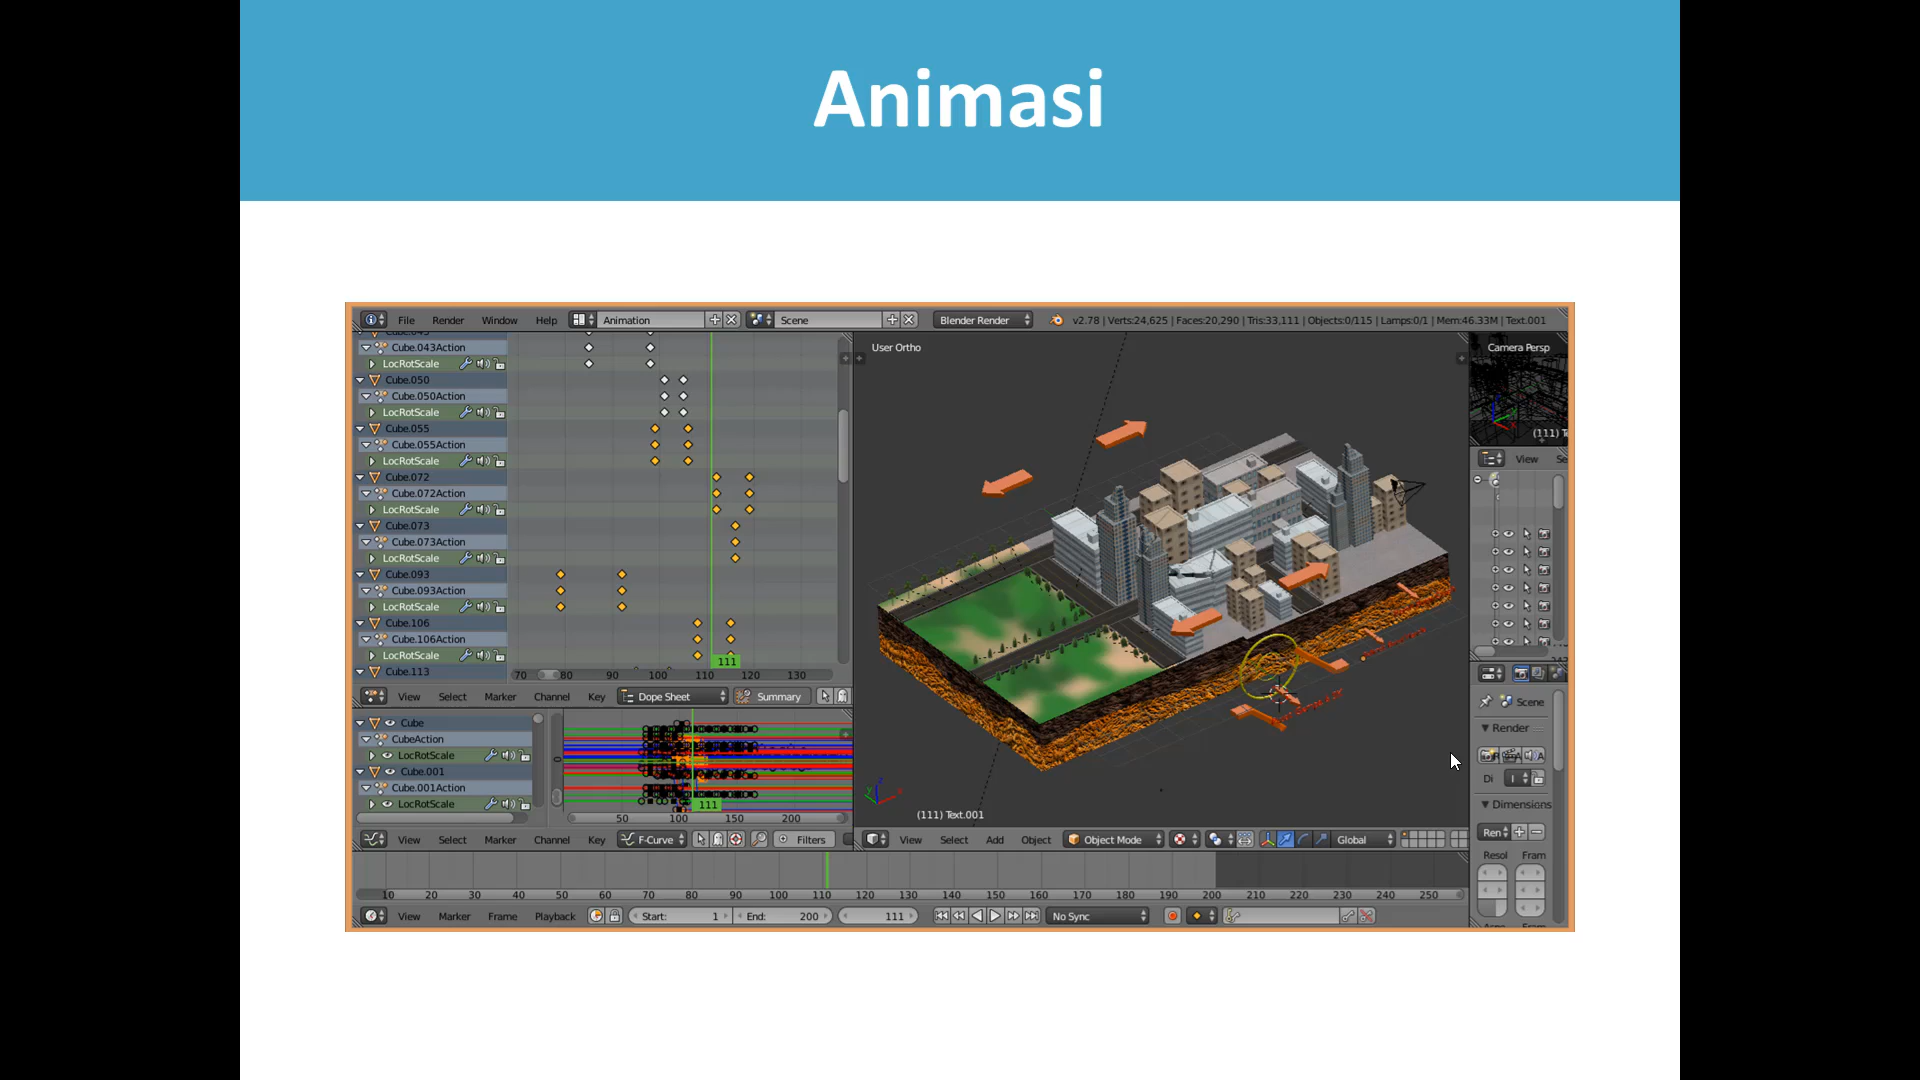 Animasi
File Render Window Help Animation Scene Blender Render v2.78 | Verts:24,625 | Faces:20,290 | Tris:33,111 | Objects:0/115 | Lamps:0/1 | Mem:46.33M | Text.001
Cube.043Action
LocRotScale
Cube.050
Cube.050Action
LocRotScale
Cube.055
Cube.055Action
LocRotScale
Cube.072
Cube.072Action
LocRotScale
Cube.073
Cube.073Action
LocRotScale
Cube.093
Cube.093Action
LocRotScale
Cube.106
Cube.106Action
LocRotScale
Cube.113
111
70 80 90 100 110 120 130
View Select Marker Channel Key Dope Sheet Summary
Cube
CubeAction
LocRotScale
Cube.001
Cube.001Action
LocRotScale
0
111
50 100 150 200
View Select Marker Channel Key F-Curve Filters
User Ortho
(111) Text.001
View Select Add Object Object Mode Global
Camera Persp
(111) T
View Se
Scene
Render
Di
Dimensions
Ren
Resol Fram
10 20 30 40 50 60 70 80 90 100 110 120 130 140 150 160 170 180 190 200 210 220 230 240 250
View Marker Frame Playback Start: 1 End: 200 111 No Sync